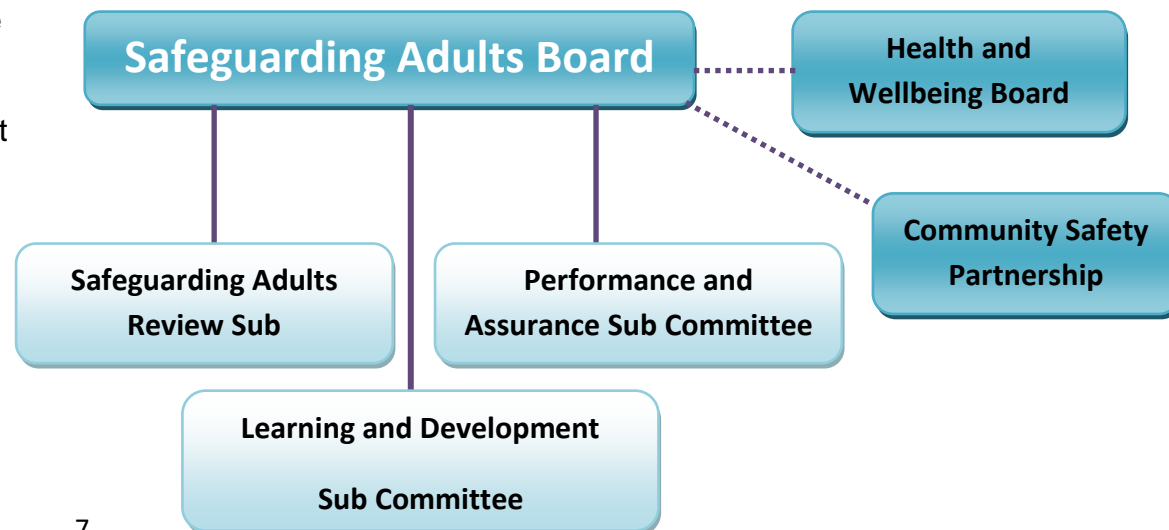 Safeguarding Adults Board
Health and
Wellbeing Board
t
Community Safety
Partnership
Safeguarding Adults
Review Sub
Performance and
Assurance Sub Committee
Learning and Development
Sub Committee
7